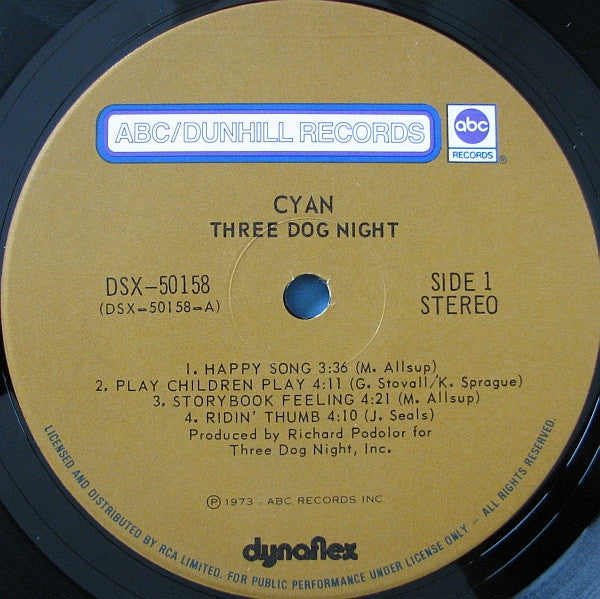 ABC/DUNHILL RECORDS
abc
RECORDS
®
CYAN
THREE DOG NIGHT
DSX-50158
(DSX-50158-A)
SIDE 1
STEREO
1. HAPPY SONG 3:36 (M. Allsup)
2. PLAY CHILDREN PLAY 4:11 (G. Stovall/K. Sprague)
3. STORYBOOK FEELING 4:21 (M. Allsup)
4. RIDIN' THUMB 4:10 (J. Seals)
Produced by Richard Podolor for
Three Dog Night, Inc.
℗ 1973 - ABC RECORDS INC
dynaflex
LICENSED AND DISTRIBUTED BY RCA LIMITED. FOR PUBLIC PERFORMANCE UNDER LICENSE ONLY - ALL RIGHTS RESERVED.